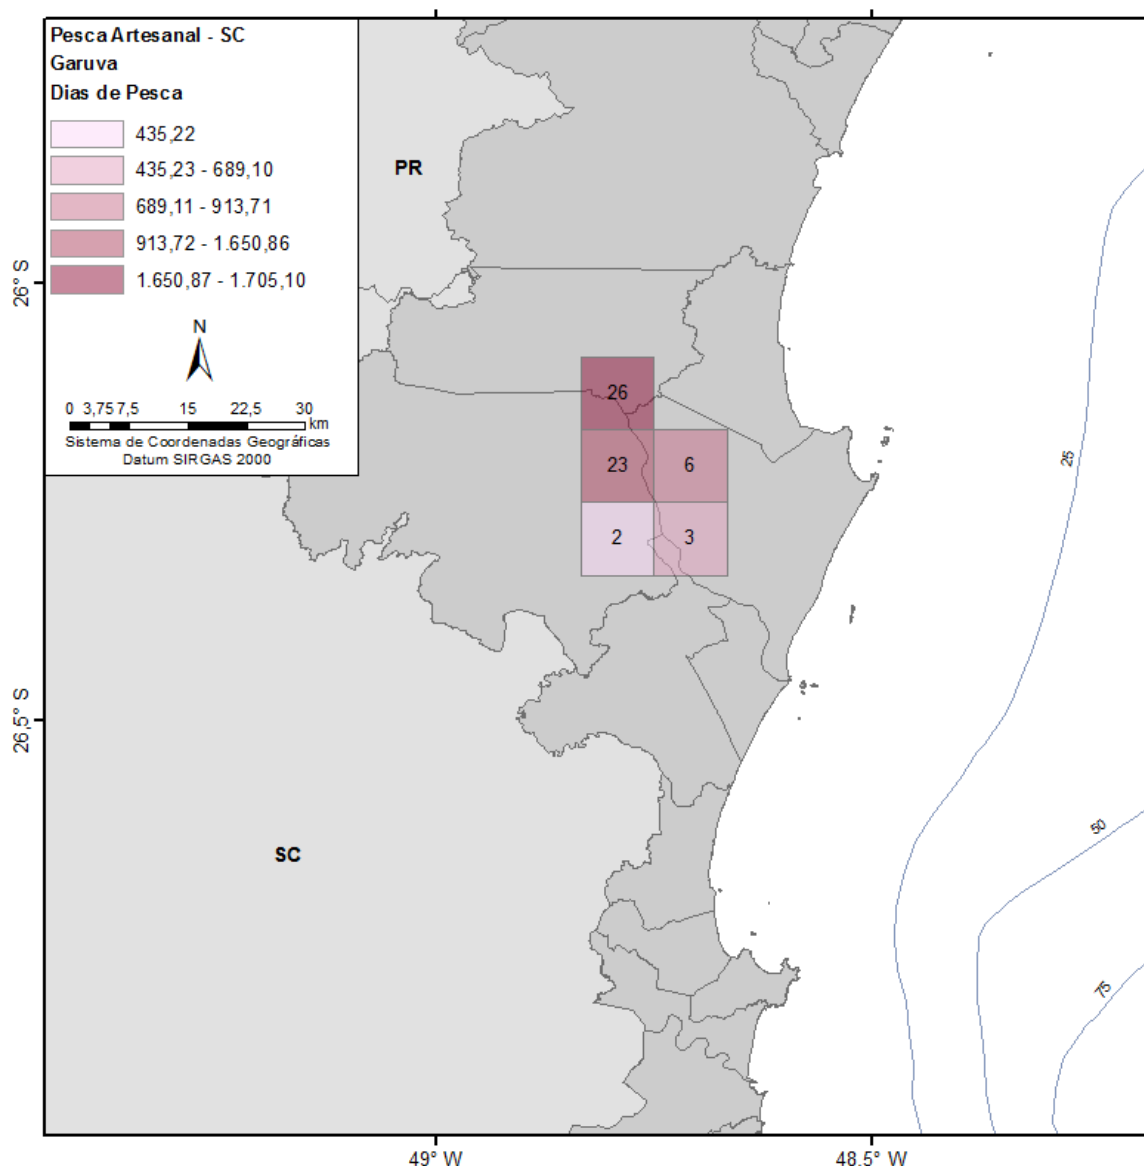 Pesca Artesanal - SC
Garuva
Dias de Pesca
435,22
435,23 - 689,10
689,11 - 913,71
913,72 - 1.650,86
1.650,87 - 1.705,10
N
0 3,75 7,5 15 22,5 30
km
Sistema de Coordenadas Geográficas
Datum SIRGAS 2000
PR
26° S
26
23 6
2 3
25
26,5° S
50
SC
75
49° W 48.5° W